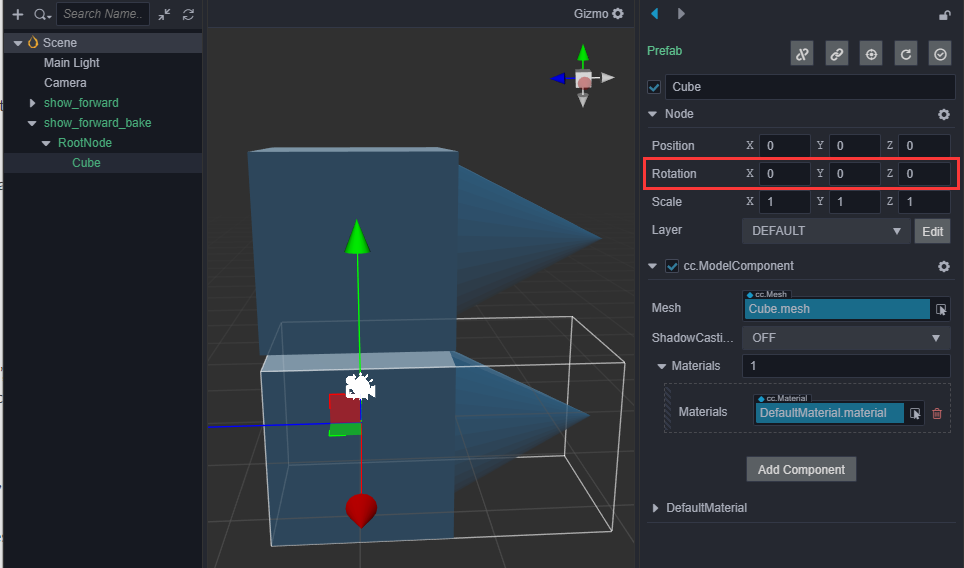 Search Name..
Scene
Main Light
Camera
show_forward
show_forward_bake
RootNode
Cube
Gizmo
Prefab
Cube
Node
Position X 0 Y 0 Z 0
Rotation X 0 Y 0 Z 0
Scale X 1 Y 1 Z 1
Layer DEFAULT Edit
cc.ModelComponent
cc.Mesh
Mesh Cube.mesh
ShadowCasti... OFF
Materials 1
cc.Material
Materials DefaultMaterial.material
Add Component
DefaultMaterial